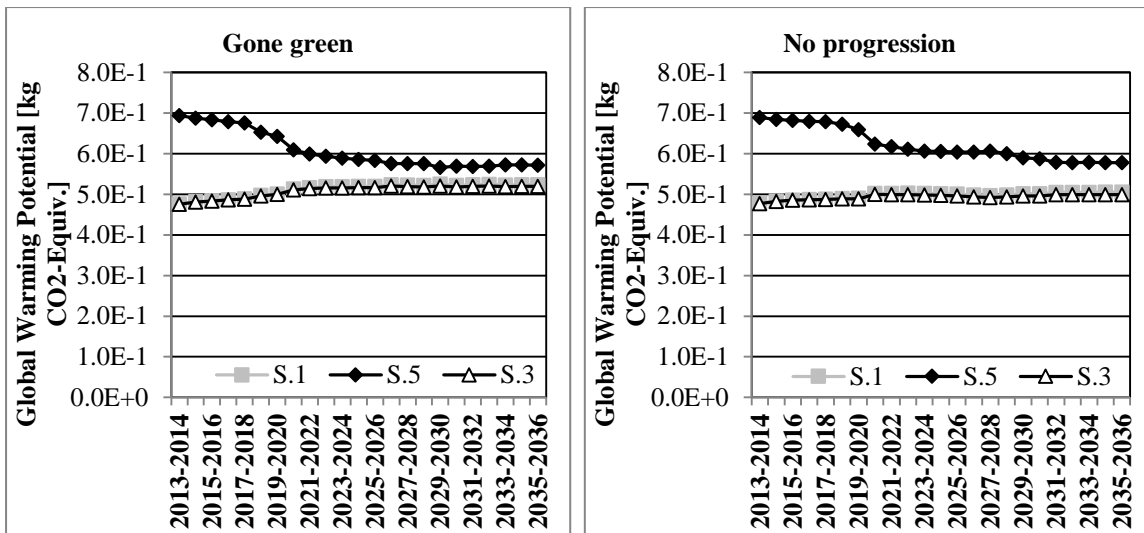 Gone green
Global Warming Potential [kg
CO2-Equiv.]
8.0E-1
7.0E-1
6.0E-1
5.0E-1
4.0E-1
3.0E-1
2.0E-1
1.0E-1
0.0E+0
S.1 S.5 S.3
2013-2014
2015-2016
2017-2018
2019-2020
2021-2022
2023-2024
2025-2026
2027-2028
2029-2030
2031-2032
2033-2034
2035-2036
No progression
Global Warming Potential [kg
CO2-Equiv.]
8.0E-1
7.0E-1
6.0E-1
5.0E-1
4.0E-1
3.0E-1
2.0E-1
1.0E-1
0.0E+0
S.1 S.5 S.3
2013-2014
2015-2016
2017-2018
2019-2020
2021-2022
2023-2024
2025-2026
2027-2028
2029-2030
2031-2032
2033-2034
2035-2036